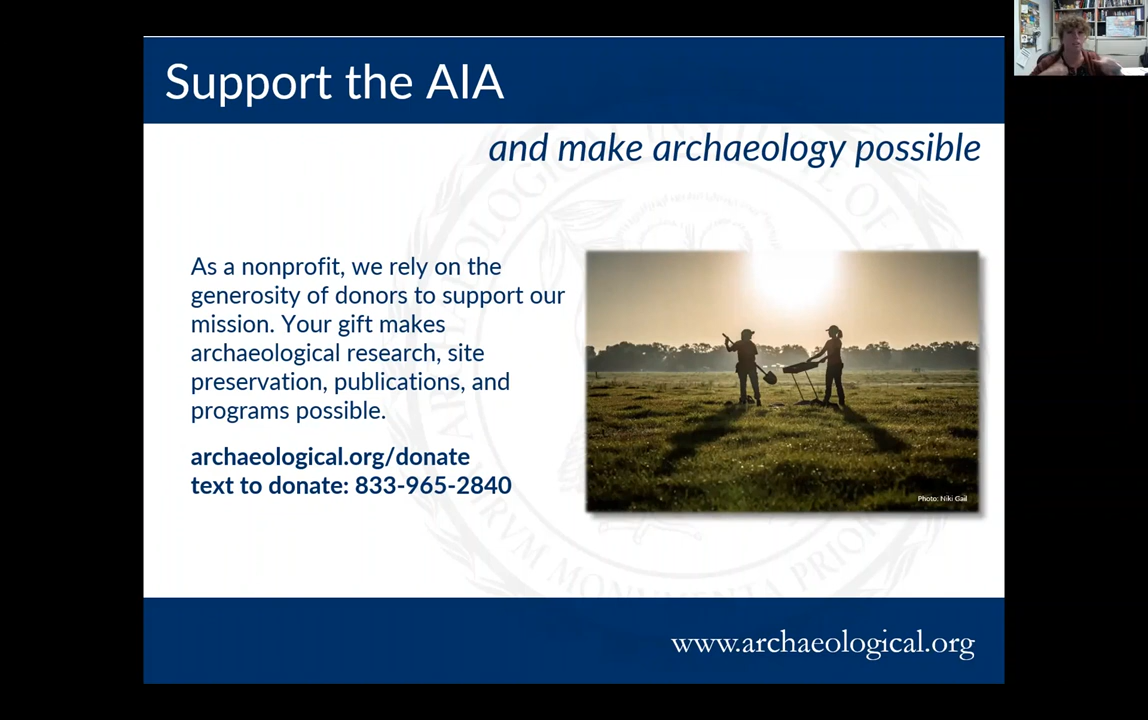 Support the AIA
and make archaeology possible
As a nonprofit, we rely on the
generosity of donors to support our
mission. Your gift makes
archaeological research, site
preservation, publications, and
programs possible.
archaeological.org/donate
text to donate: 833-965-2840
Photo: Niki Gail
www.archaeological.org